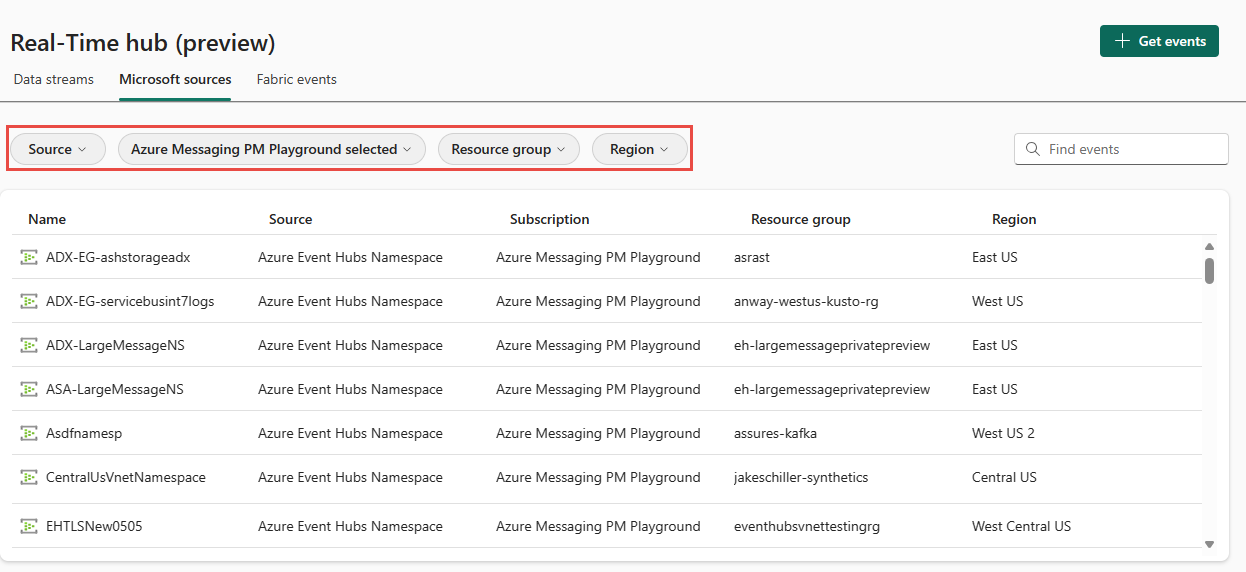 Real-Time hub (preview)
Get events
Data streams Microsoft sources Fabric events
Source Azure Messaging PM Playground selected Resource group Region Find events
Name Source Subscription Resource group Region
ADX-EG-ashstorageadx Azure Event Hubs Namespace Azure Messaging PM Playground asrast East US
ADX-EG-servicebusint7logs Azure Event Hubs Namespace Azure Messaging PM Playground anway-westus-kusto-rg West US
ADX-LargeMessageNS Azure Event Hubs Namespace Azure Messaging PM Playground eh-largemessageprivatepreview East US
ASA-LargeMessageNS Azure Event Hubs Namespace Azure Messaging PM Playground eh-largemessageprivatepreview East US
Asdfnamesp Azure Event Hubs Namespace Azure Messaging PM Playground assures-kafka West US 2
CentralUsVnetNamespace Azure Event Hubs Namespace Azure Messaging PM Playground jakeschiller-synthetics Central US
EHTLSNew0505 Azure Event Hubs Namespace Azure Messaging PM Playground eventhubsvnettestingrg West Central US